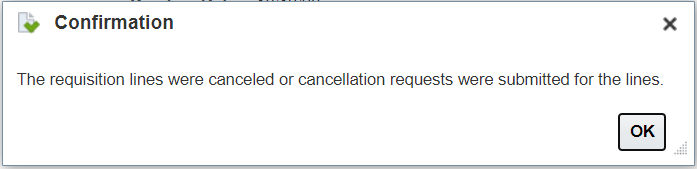 Confirmation
The requisition lines were canceled or cancellation requests were submitted for the lines.
OK